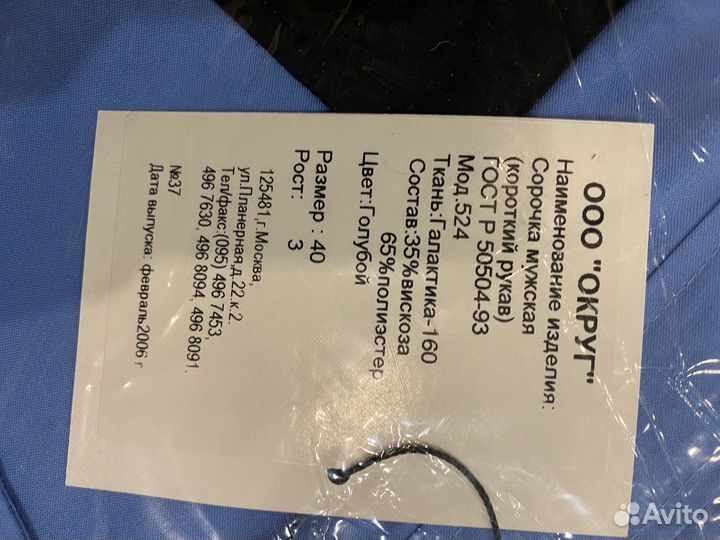 ООО "ОКРУГ"
Наименование изделия:
Сорочка мужская
(короткий рукав)
ГОСТ Р 50504-93
Мод.524
Ткань:Галактика-160
Состав:35%вискоза
65%полиэстер
Цвет:Голубой
Размер : 40
Рост: 3
125481,г.Москва,
ул.Планерная,д.22.к.2.
Тел/факс:(095) 496 7453,
496 7630, 496 8094, 496 8091.
№37
Дата выпуска: февраль2006 г
Avito